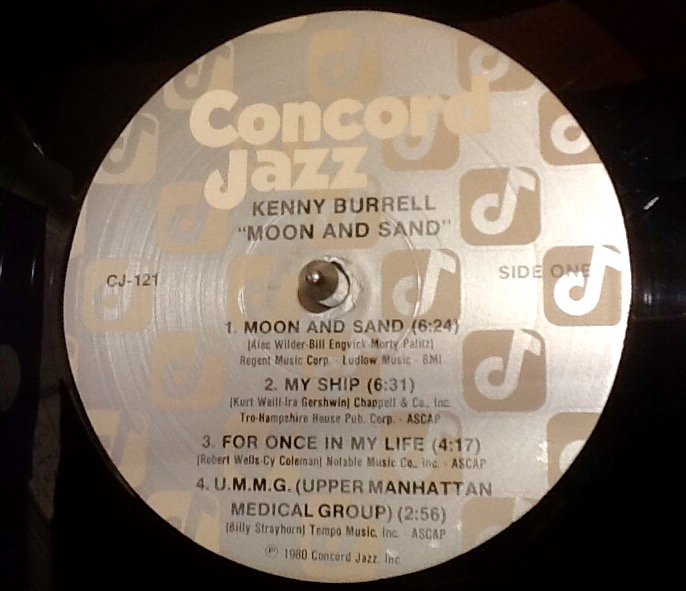 Concord
Jazz
KENNY BURRELL
"MOON AND SAND"
CJ-121
SIDE ONE
1. MOON AND SAND (6:24)
(Alec Wilder-Bill Engvick-Morty Palitz)
Regent Music Corp. - Ludlow Music - BMI
2. MY SHIP (6:31)
(Kurt Weill-Ira Gershwin) Chappell & Co., Inc.
Tro-Hampshire House Pub. Corp. - ASCAP
3. FOR ONCE IN MY LIFE (4:17)
(Robert Wells-Cy Coleman) Notable Music Co., Inc. - ASCAP
4. U.M.M.G. (UPPER MANHATTAN
MEDICAL GROUP) (2:56)
(Billy Strayhorn) Tempo Music, Inc. - ASCAP
℗ 1980 Concord Jazz, Inc